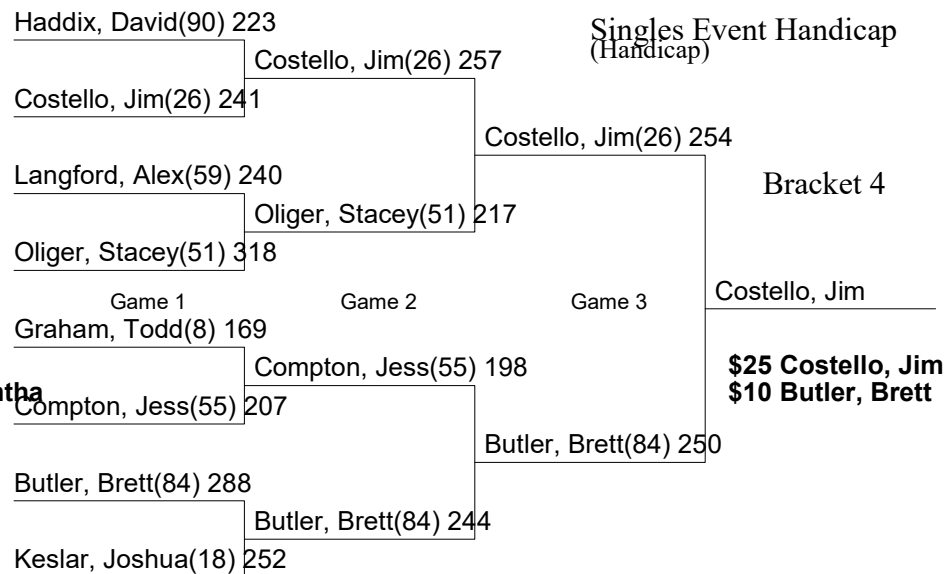 Haddix, David(90) 223
Singles Event Handicap
(Handicap)
Costello, Jim(26) 257
Costello, Jim(26) 241
Costello, Jim(26) 254
Langford, Alex(59) 240
Bracket 4
Oliger, Stacey(51) 217
Oliger, Stacey(51) 318
Game 1
Game 2
Game 3
Costello, Jim
Graham, Todd(8) 169
Compton, Jess(55) 198
$25 Costello, Jim
$10 Butler, Brett
ntha
Compton, Jess(55) 207
Butler, Brett(84) 250
Butler, Brett(84) 288
Butler, Brett(84) 244
Keslar, Joshua(18) 252